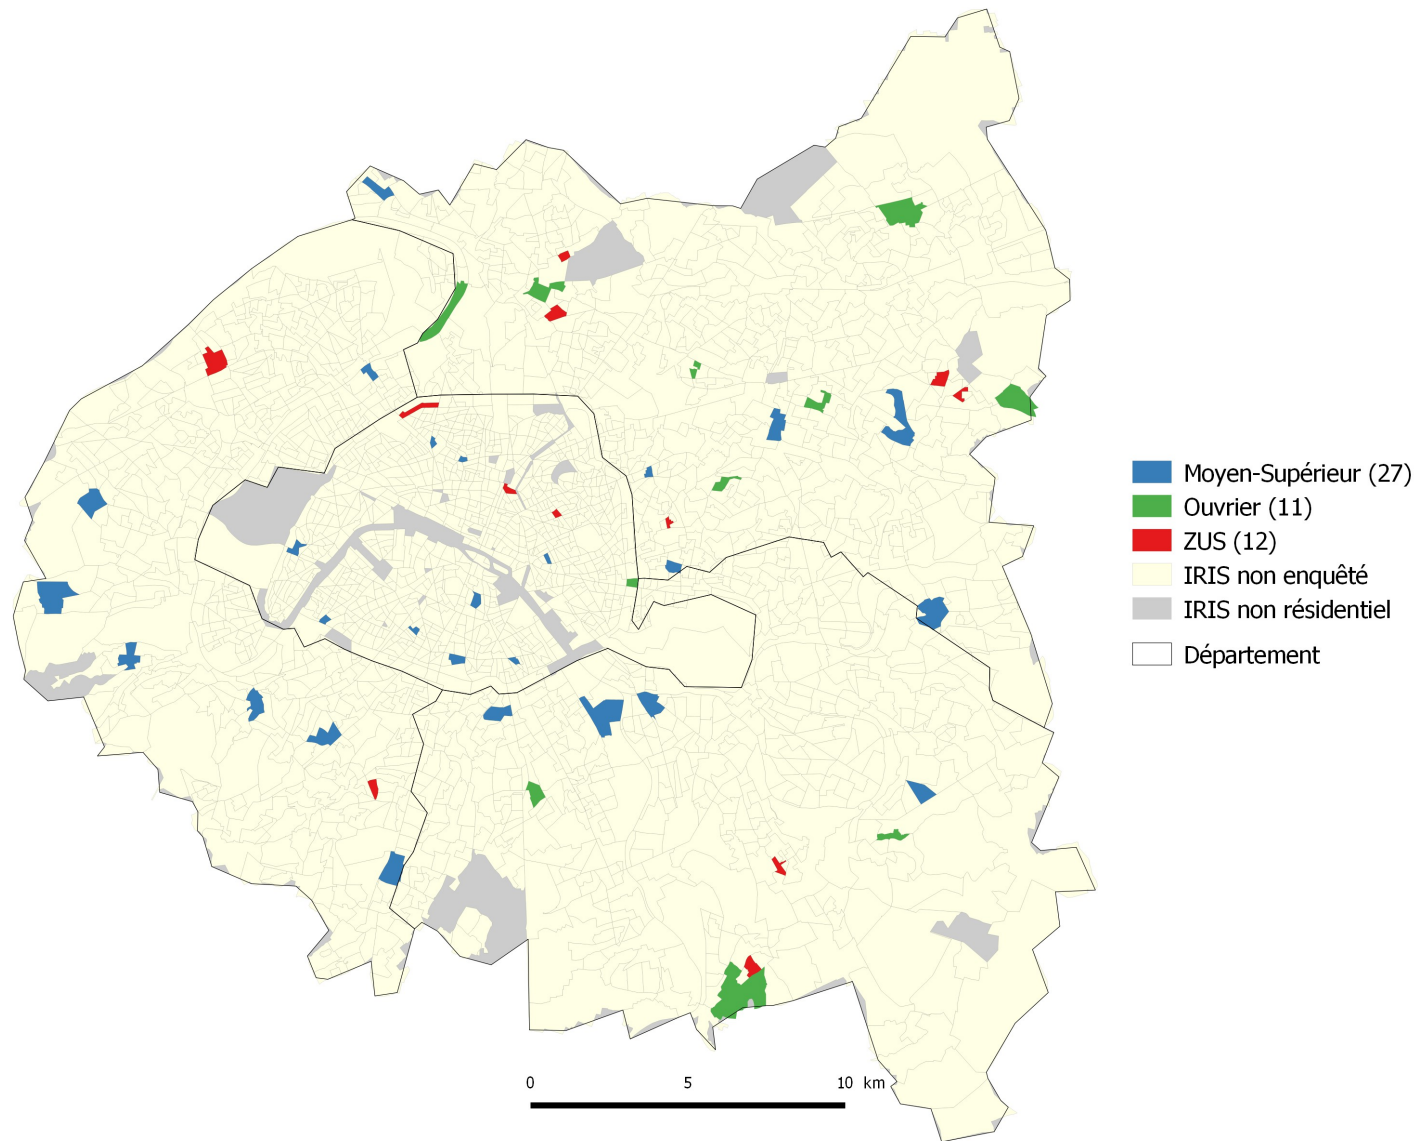 Moyen-Supérieur (27)
Ouvrier (11)
ZUS (12)
IRIS non enquêté
IRIS non résidentiel
Département
0 5 10 km